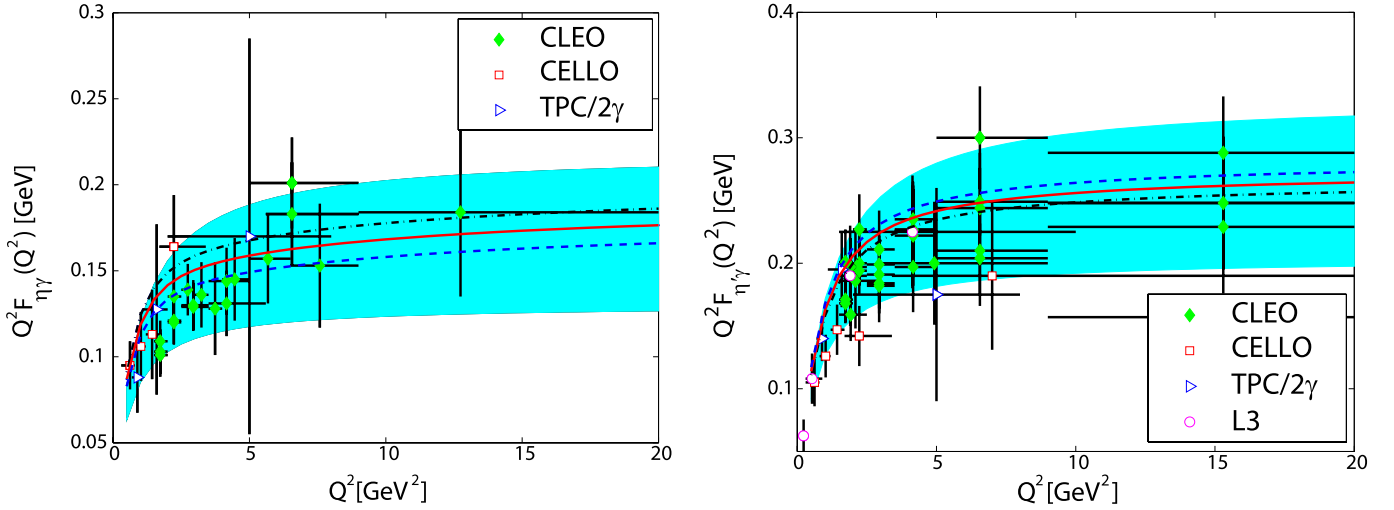 0.3
0.25
0.2
0.15
0.1
0.05
0
5
10
15
20
Q²F_ηγ(Q²) [GeV]
Q²[GeV²]
CLEO
CELLO
TPC/2γ
0.4
0.3
0.2
0.1
0
5
10
15
20
Q²F_η'γ(Q²) [GeV]
Q²[GeV²]
CLEO
CELLO
TPC/2γ
L3